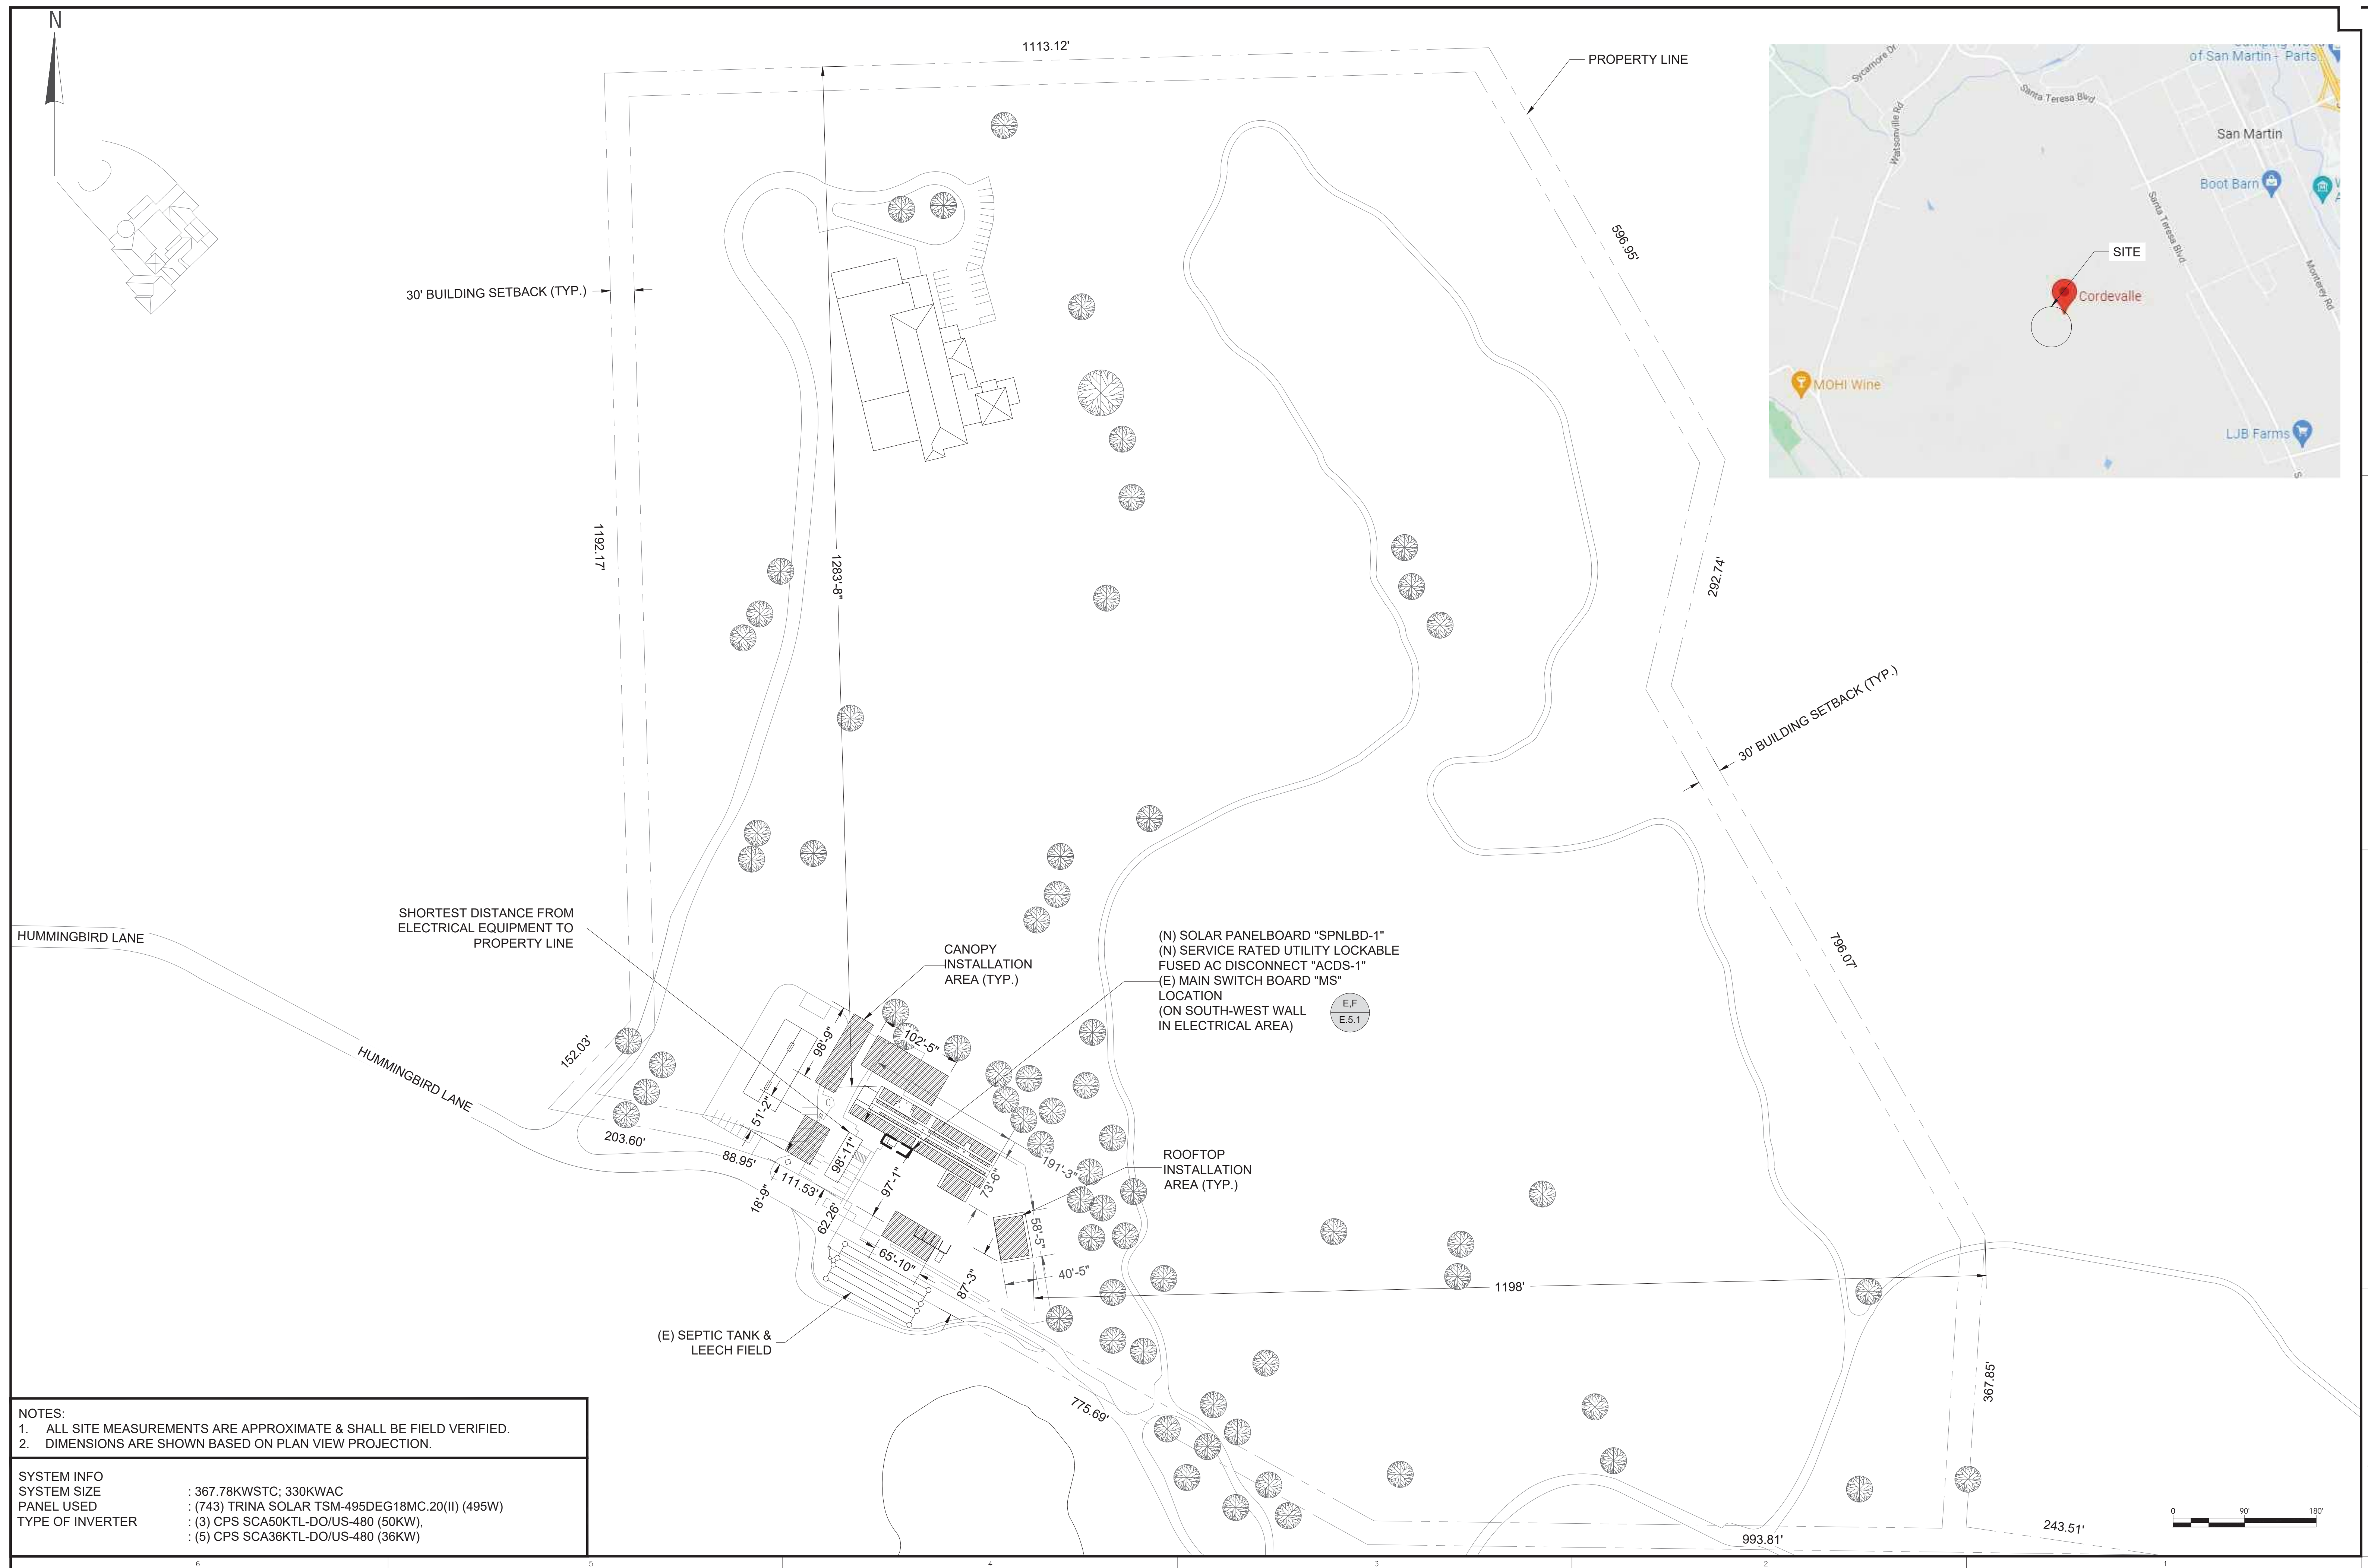 N
1113.12'
PROPERTY LINE
Camping World
of San Martin - Parts
Sycamore Dr
Santa Teresa Blvd
Watsonville Rd
San Martin
Boot Barn
Santa Teresa Blvd
Monterey Rd
SITE
Cordevalle
MOHI Wine
LJB Farms
S
596.95'
30' BUILDING SETBACK (TYP.)
1192.17'
1283'-8"
292.74'
30' BUILDING SETBACK (TYP.)
796.07'
SHORTEST DISTANCE FROM
ELECTRICAL EQUIPMENT TO
PROPERTY LINE
HUMMINGBIRD LANE
HUMMINGBIRD LANE
CANOPY
INSTALLATION
AREA (TYP.)
(N) SOLAR PANELBOARD "SPNLBD-1"
(N) SERVICE RATED UTILITY LOCKABLE
FUSED AC DISCONNECT "ACDS-1"
(E) MAIN SWITCH BOARD "MS"
LOCATION
(ON SOUTH-WEST WALL
IN ELECTRICAL AREA)
E,F
E.5.1
152.03'
98'-9"
102'-5"
51'-2"
203.60'
88.95'
98'-11"
111.53'
18'-9"
62.26'
97'-1"
73'-6"
191'-3"
ROOFTOP
INSTALLATION
AREA (TYP.)
58'-5"
65'-10"
87'-3"
40'-5"
1198'
(E) SEPTIC TANK &
LEECH FIELD
775.69'
367.85'
993.81'
243.51'
0 90' 180'
NOTES:
1. ALL SITE MEASUREMENTS ARE APPROXIMATE & SHALL BE FIELD VERIFIED.
2. DIMENSIONS ARE SHOWN BASED ON PLAN VIEW PROJECTION.
SYSTEM INFO
SYSTEM SIZE : 367.78KWSTC; 330KWAC
PANEL USED : (743) TRINA SOLAR TSM-495DEG18MC.20(II) (495W)
TYPE OF INVERTER : (3) CPS SCA50KTL-DO/US-480 (50KW),
: (5) CPS SCA36KTL-DO/US-480 (36KW)
6 5 4 3 2 1